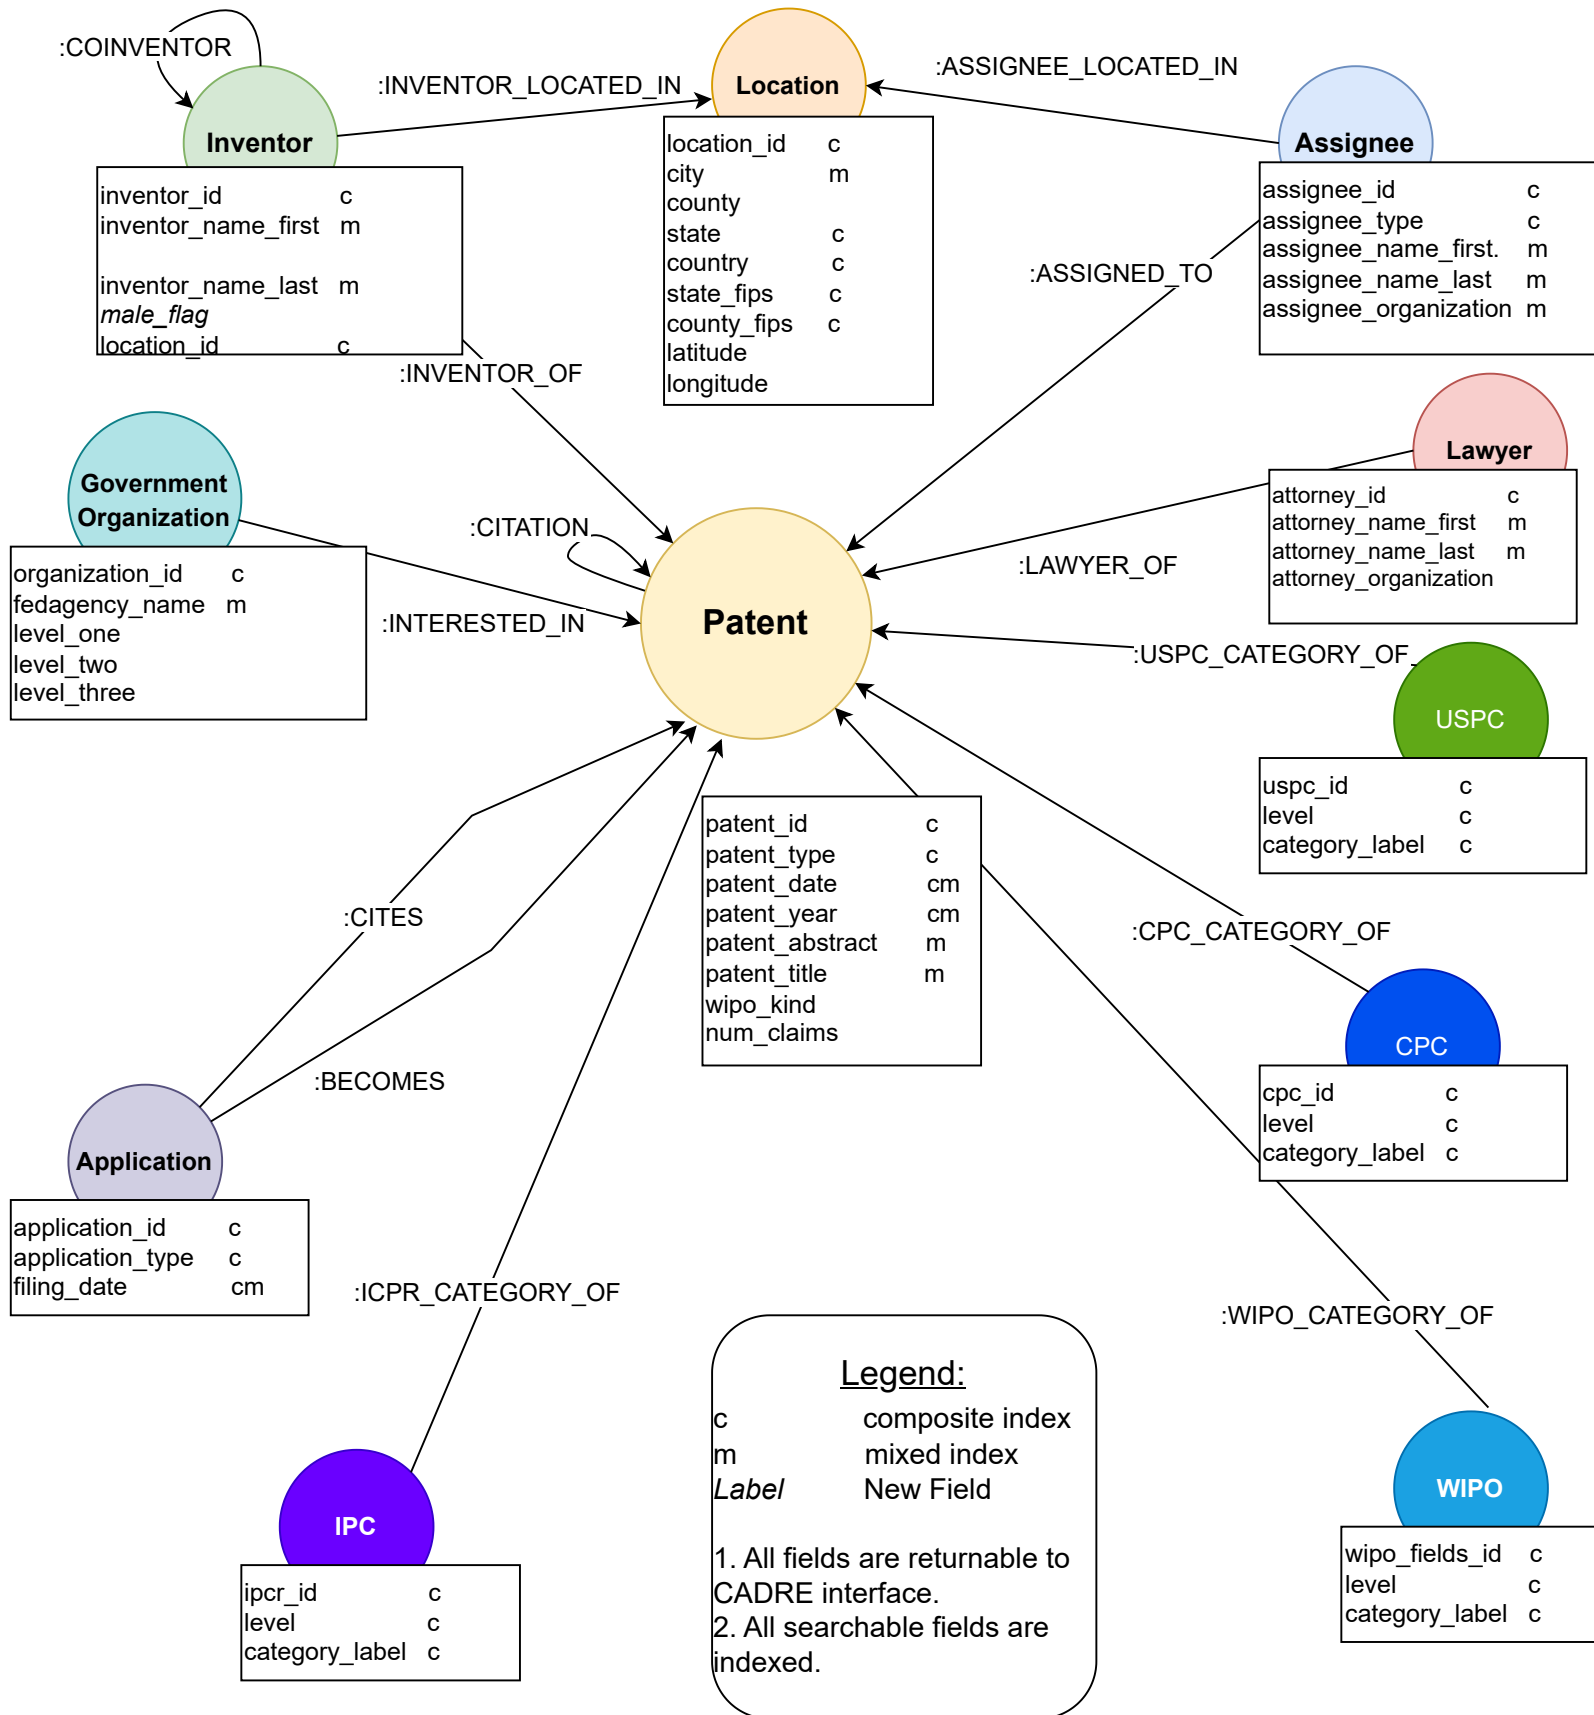 :COINVENTOR
:INVENTOR_LOCATED_IN
:ASSIGNEE_LOCATED_IN
Inventor
inventor_id c
inventor_name_first m
inventor_name_last m
male_flag
location_id c
Location
location_id c
city m
county
state c
country c
state_fips c
county_fips c
latitude
longitude
Assignee
assignee_id c
assignee_type c
assignee_name_first. m
assignee_name_last m
assignee_organization m
:ASSIGNED_TO
:INVENTOR_OF
Government
Organization
organization_id c
fedagency_name m
level_one
level_two
level_three
:CITATION
:INTERESTED_IN
Patent
patent_id c
patent_type c
patent_date cm
patent_year cm
patent_abstract m
patent_title m
wipo_kind
num_claims
Lawyer
attorney_id c
attorney_name_first m
attorney_name_last m
attorney_organization
:LAWYER_OF
:USPC_CATEGORY_OF
USPC
uspc_id c
level c
category_label c
:CPC_CATEGORY_OF
CPC
cpc_id c
level c
category_label c
:CITES
:BECOMES
Application
application_id c
application_type c
filing_date cm
:ICPR_CATEGORY_OF
:WIPO_CATEGORY_OF
IPC
ipcr_id c
level c
category_label c
Legend:
c composite index
m mixed index
Label New Field
1. All fields are returnable to
CADRE interface.
2. All searchable fields are
indexed.
WIPO
wipo_fields_id c
level c
category_label c